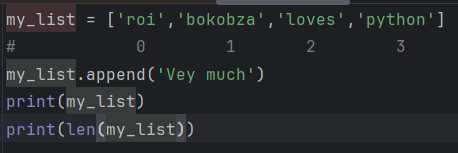 my_list = ['roi','bokobza','loves','python']
#            0        1        2        3
my_list.append('Vey much')
print(my_list)
print(len(my_list))